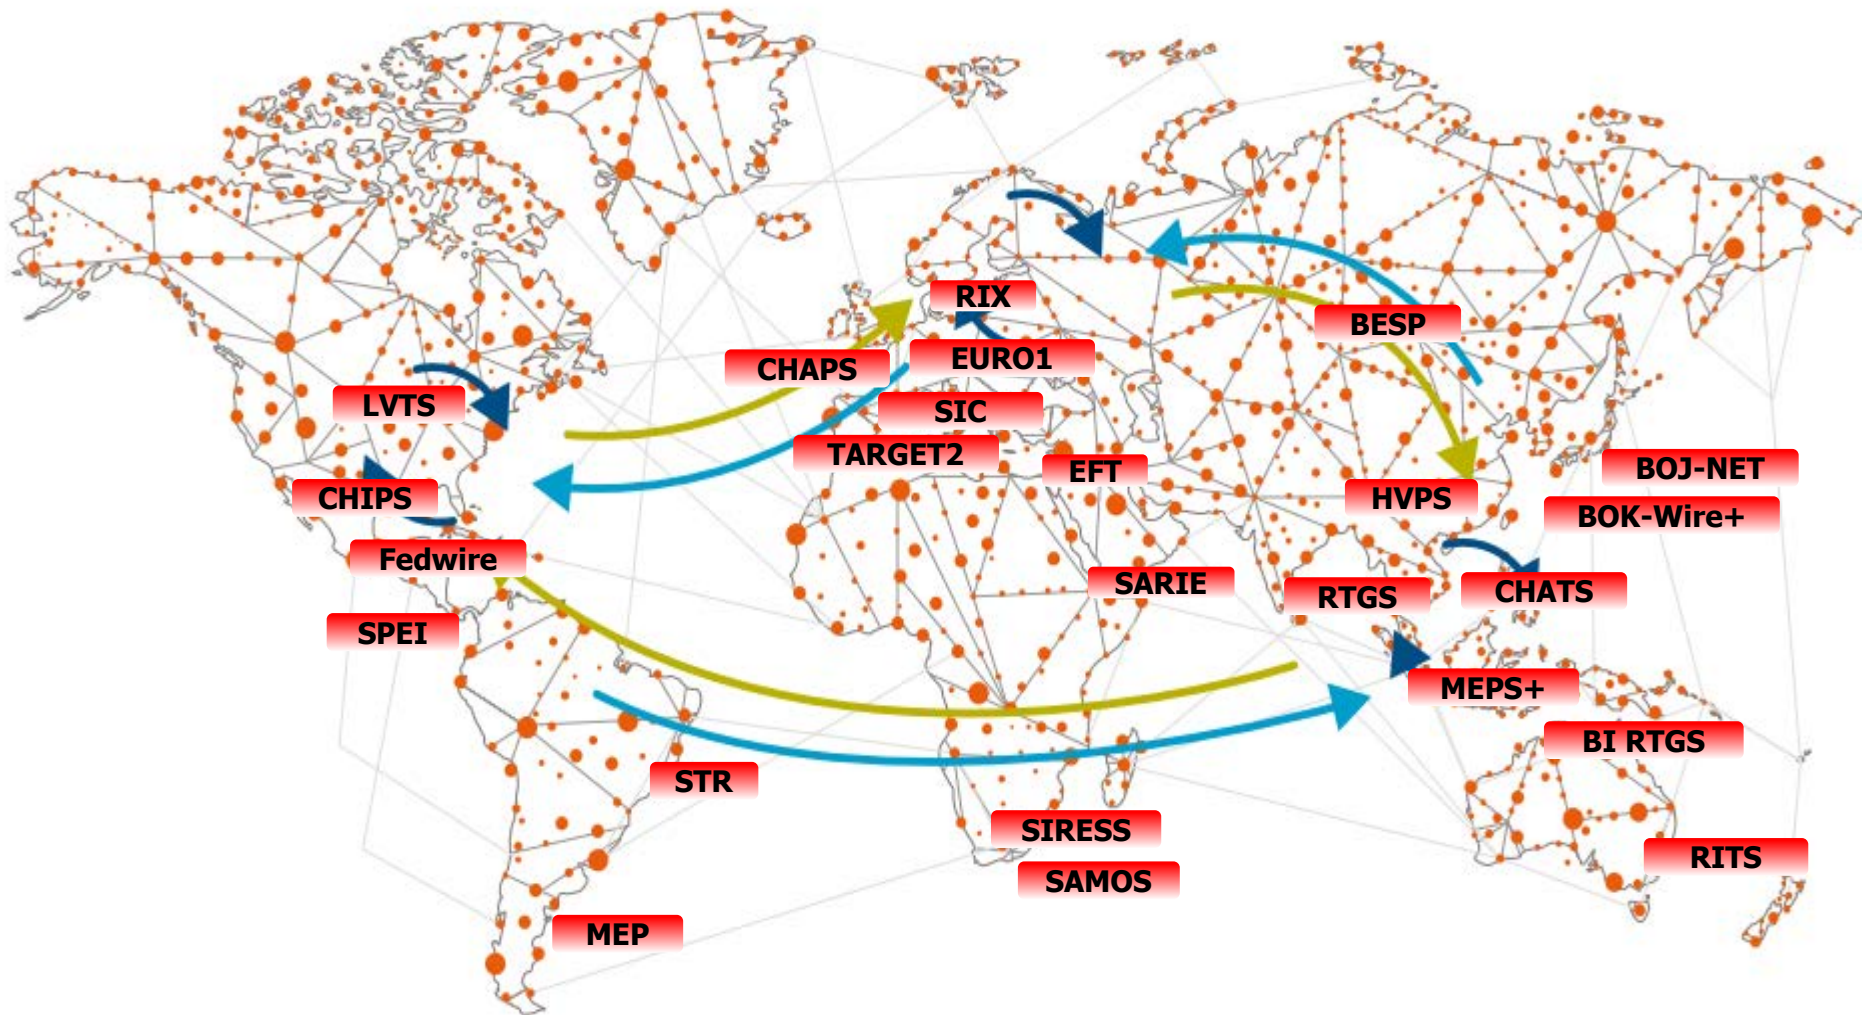 RIX
BESP
EURO1
CHAPS
LVTS
SIC
TARGET2
EFT
BOJ-NET
CHIPS
HVPS
BOK-Wire+
Fedwire
SARIE
RTGS
CHATS
SPEI
MEPS+
BI RTGS
STR
SIRESS
RITS
SAMOS
MEP